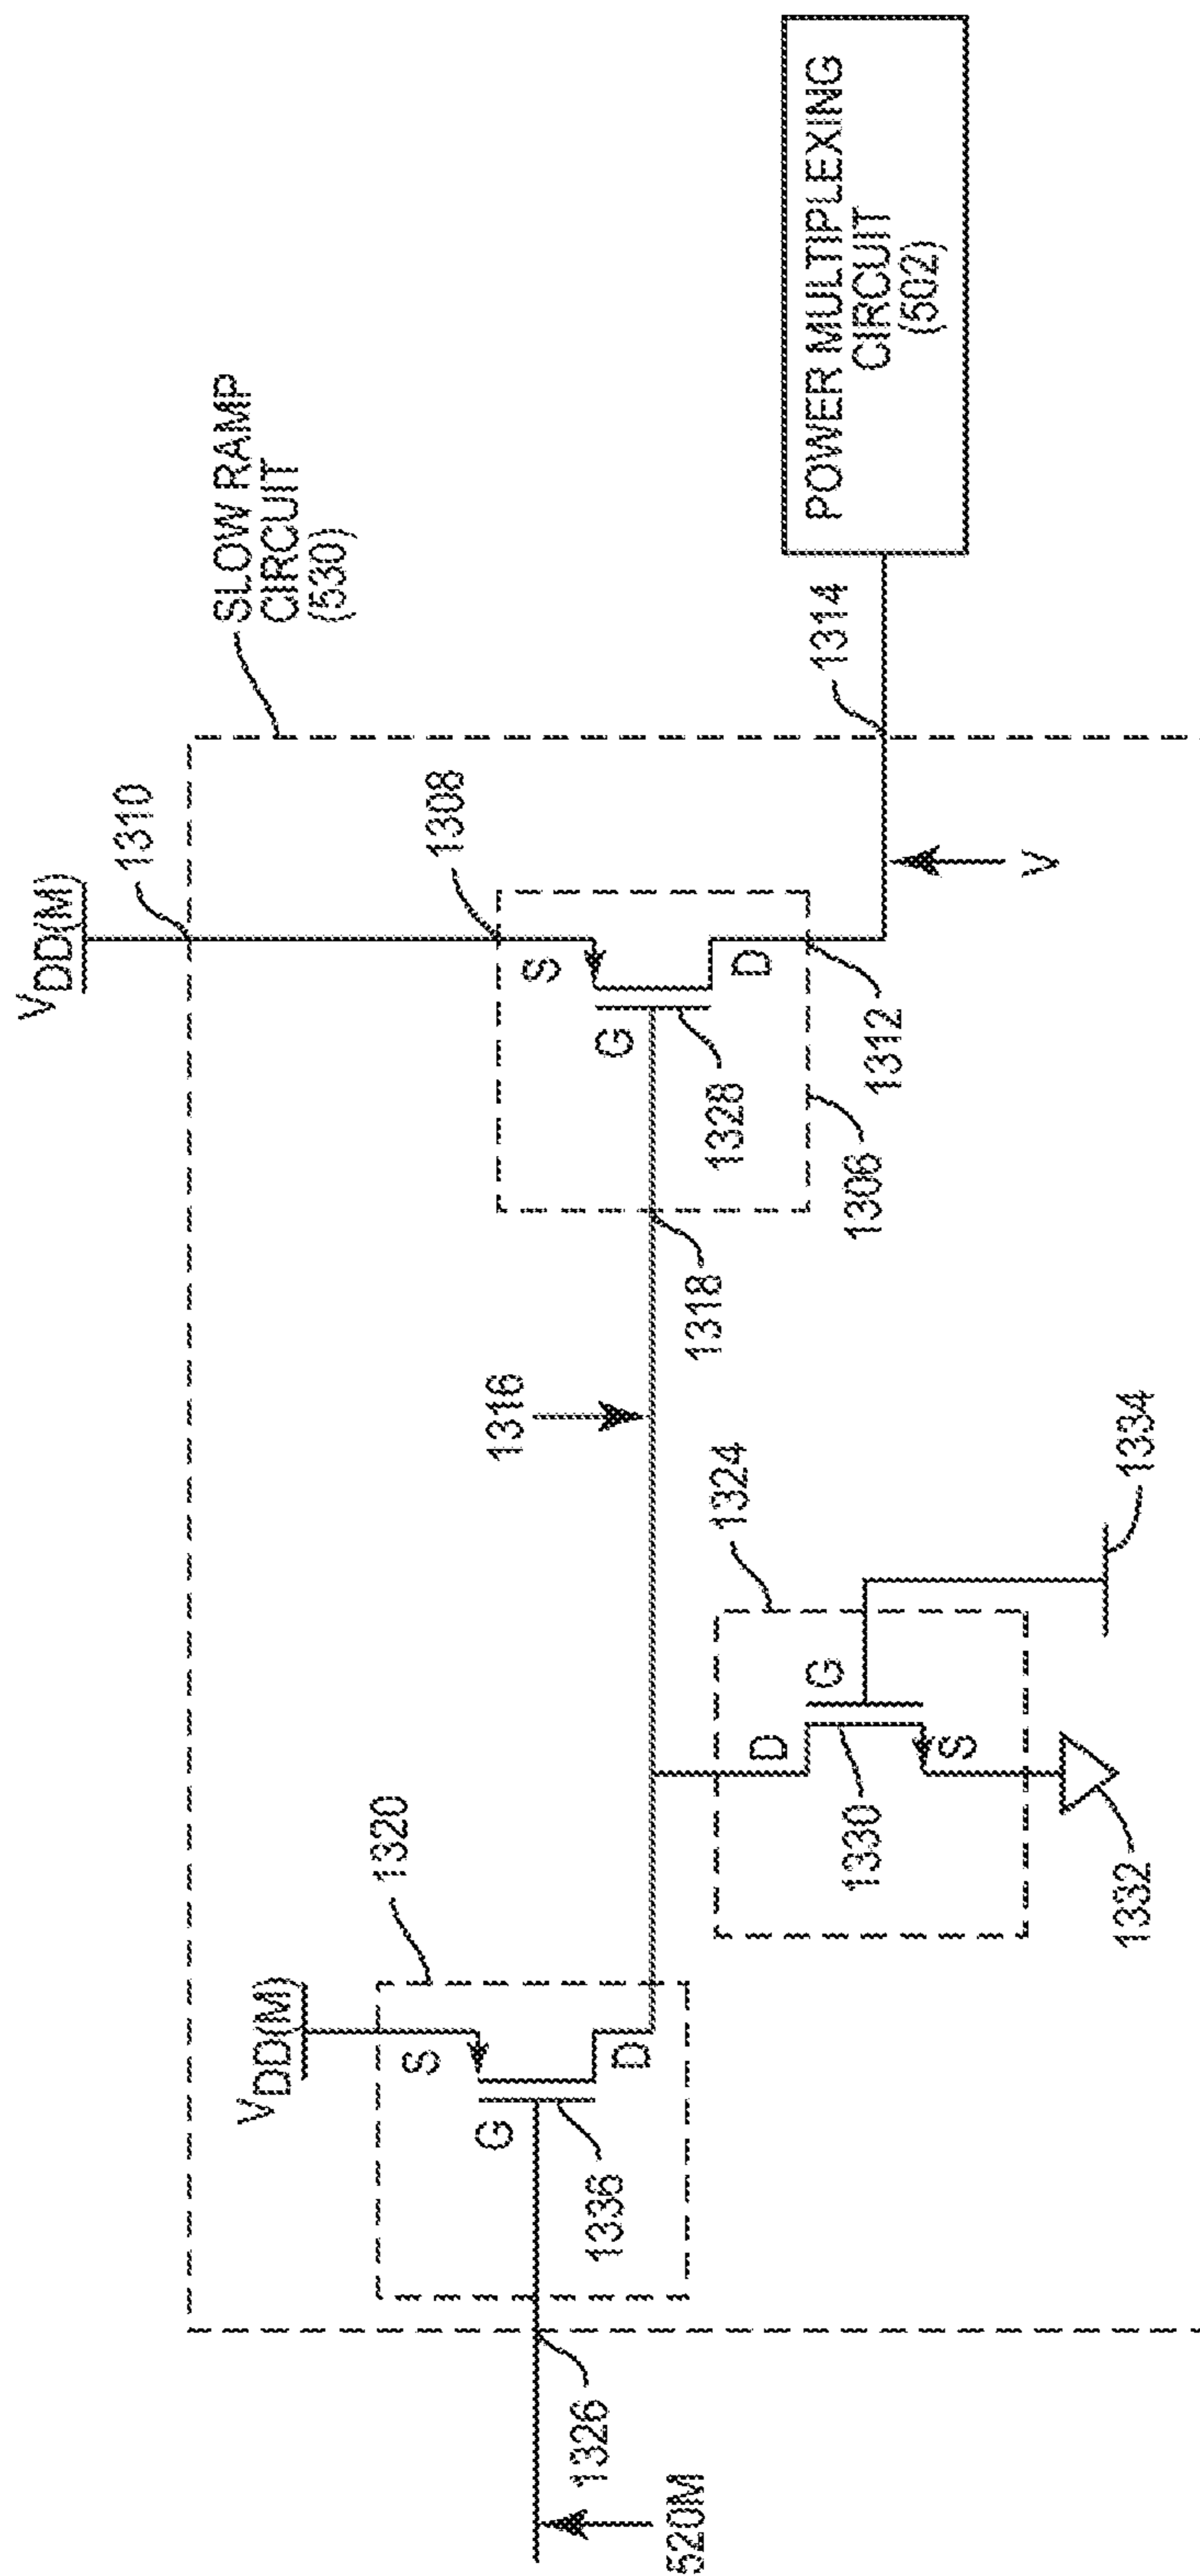 VDD(M)
1310
SLOW RAMP
CIRCUIT
(530)
VDD(M)
1320
S
G
D
1336
1326
520M
1316
1308
S
G
D
1328
1318
1306
1312
1314
V
POWER MULTIPLEXING
CIRCUIT
(502)
1324
D
G
S
1330
1332
1334